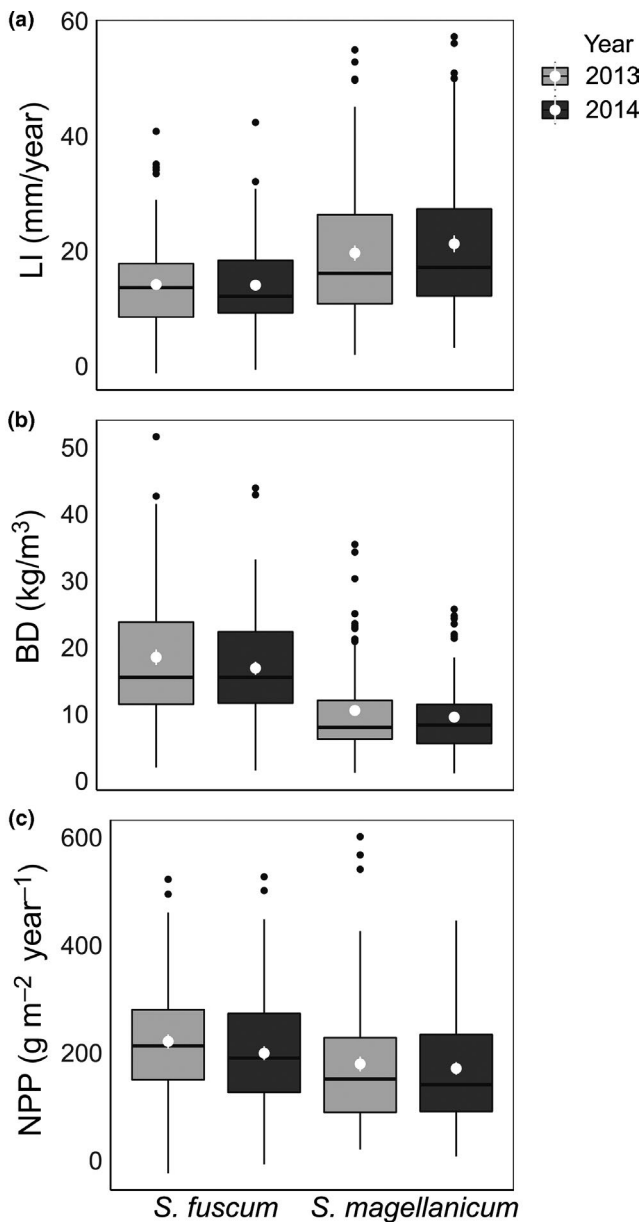 (a)
60
40
20
0
LI (mm/year)
Year
2013
2014
(b)
50
40
30
20
10
0
BD (kg/m³)
(c)
600
400
200
0
NPP (g m⁻² year⁻¹)
S. fuscum S. magellanicum